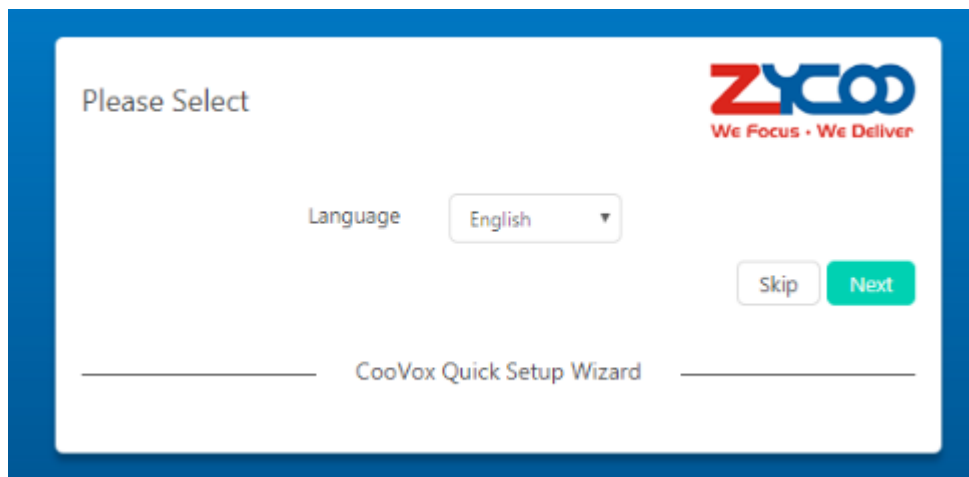 Please Select
ZYCOO
We Focus · We Deliver
Language
English
Skip
Next
CooVox Quick Setup Wizard